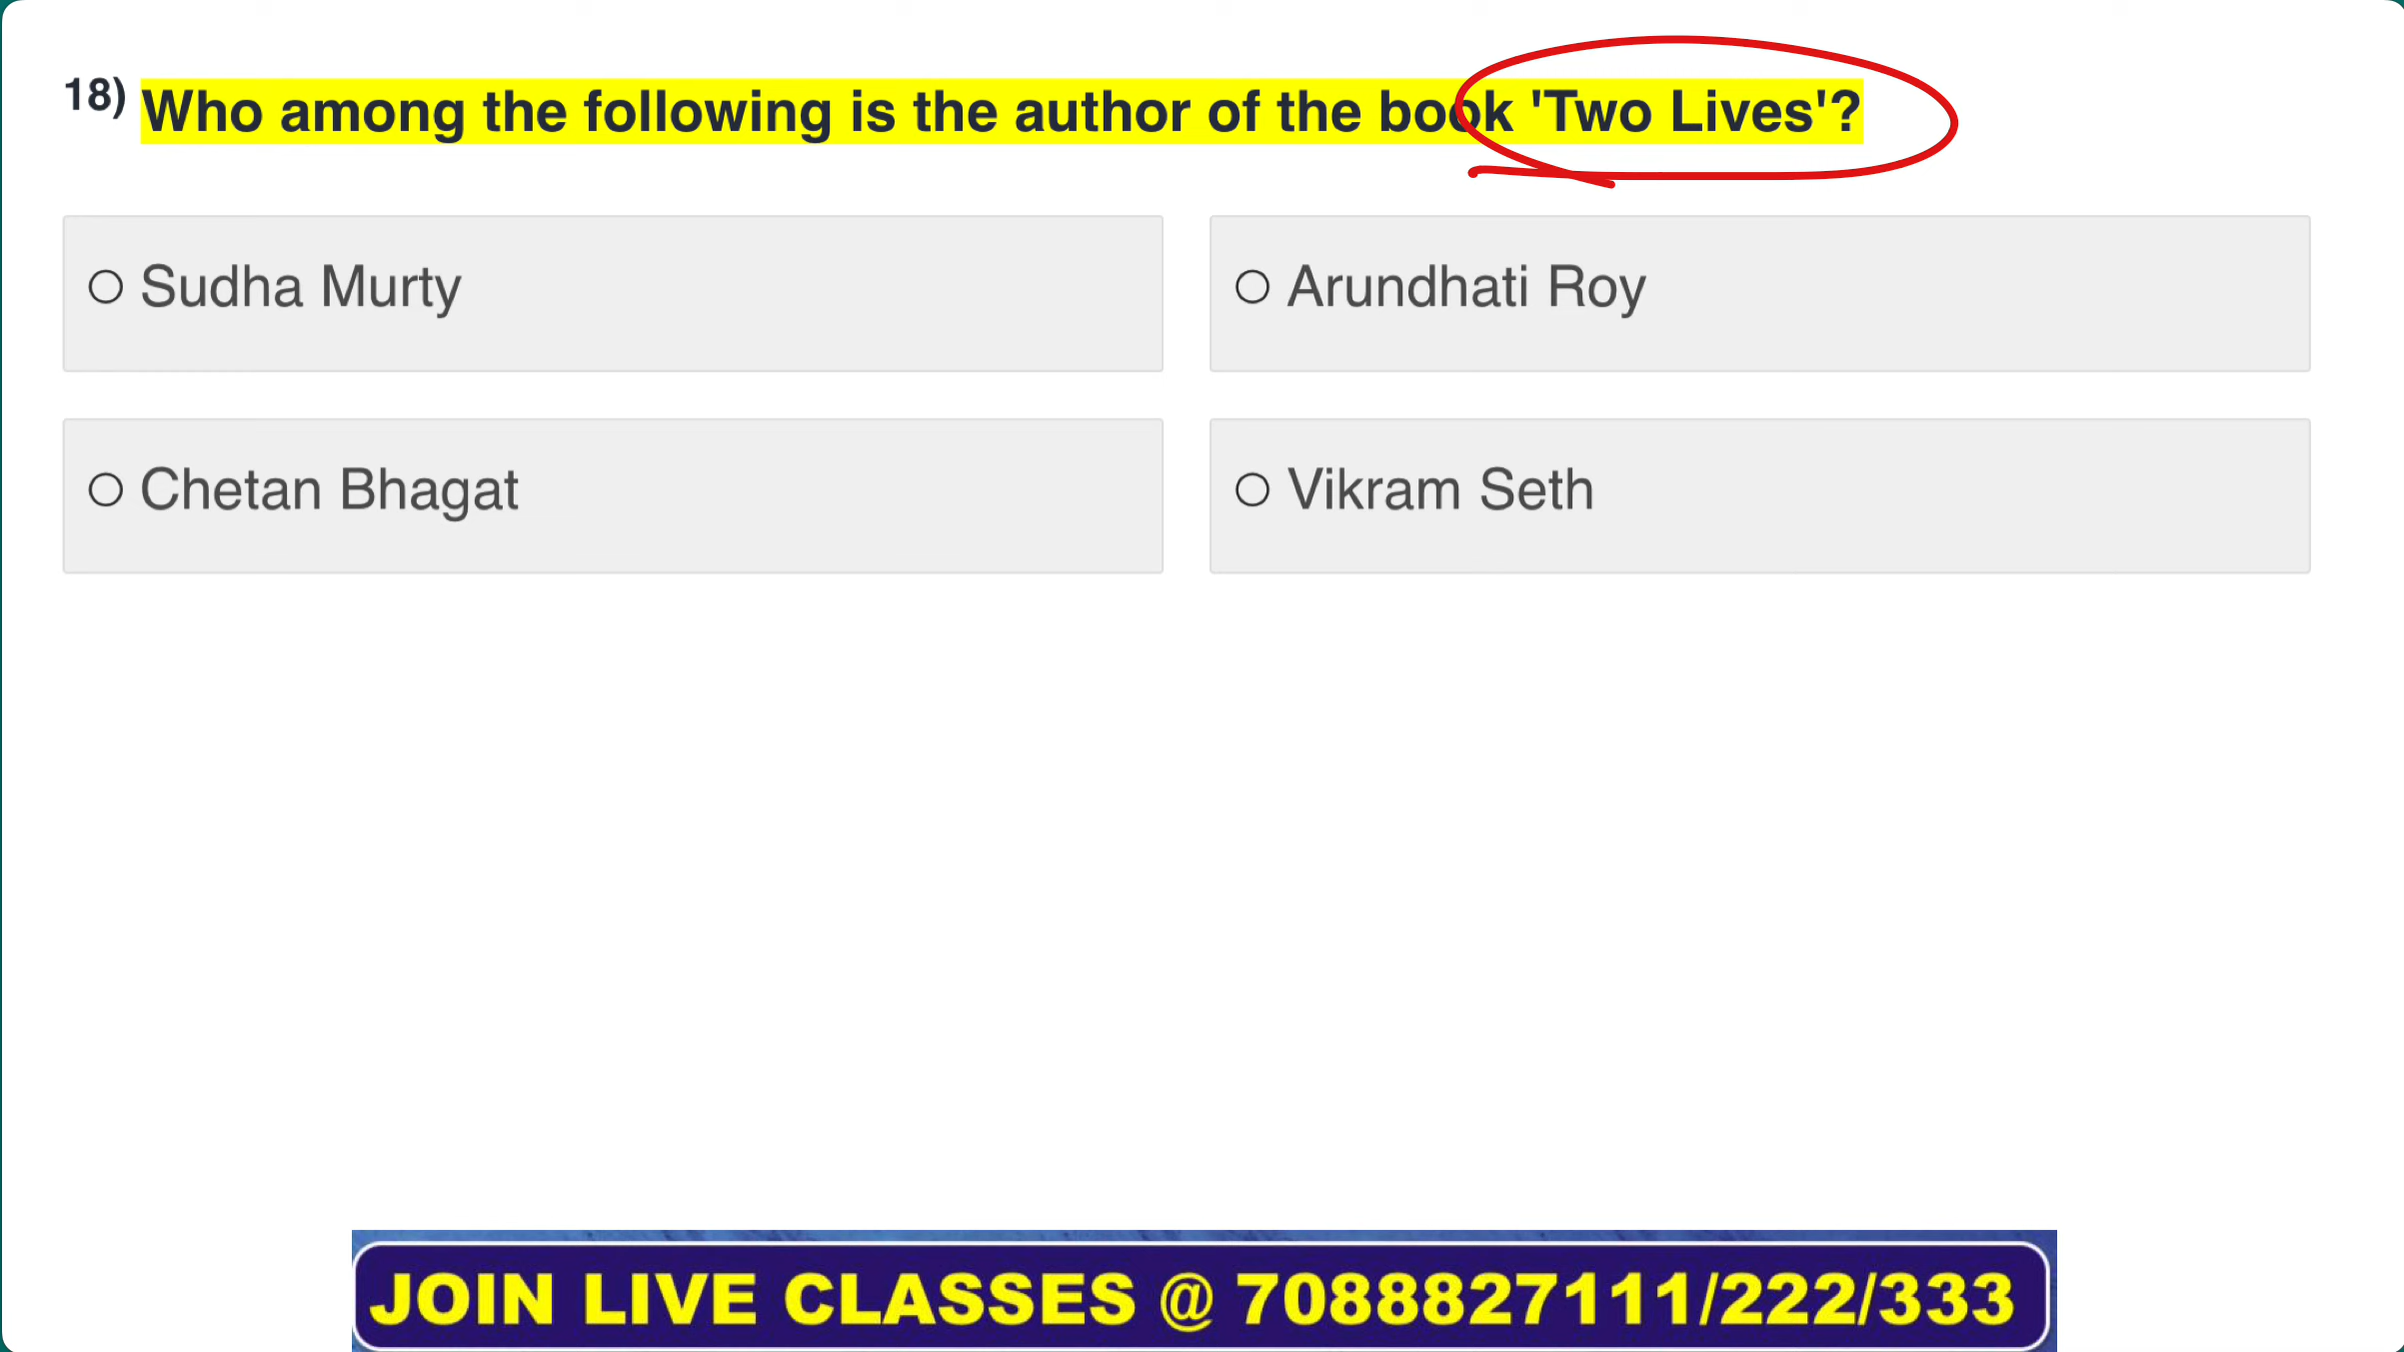 18) Who among the following is the author of the book 'Two Lives'?
Sudha Murty
Arundhati Roy
Chetan Bhagat
Vikram Seth
JOIN LIVE CLASSES @ 7088827111/222/333